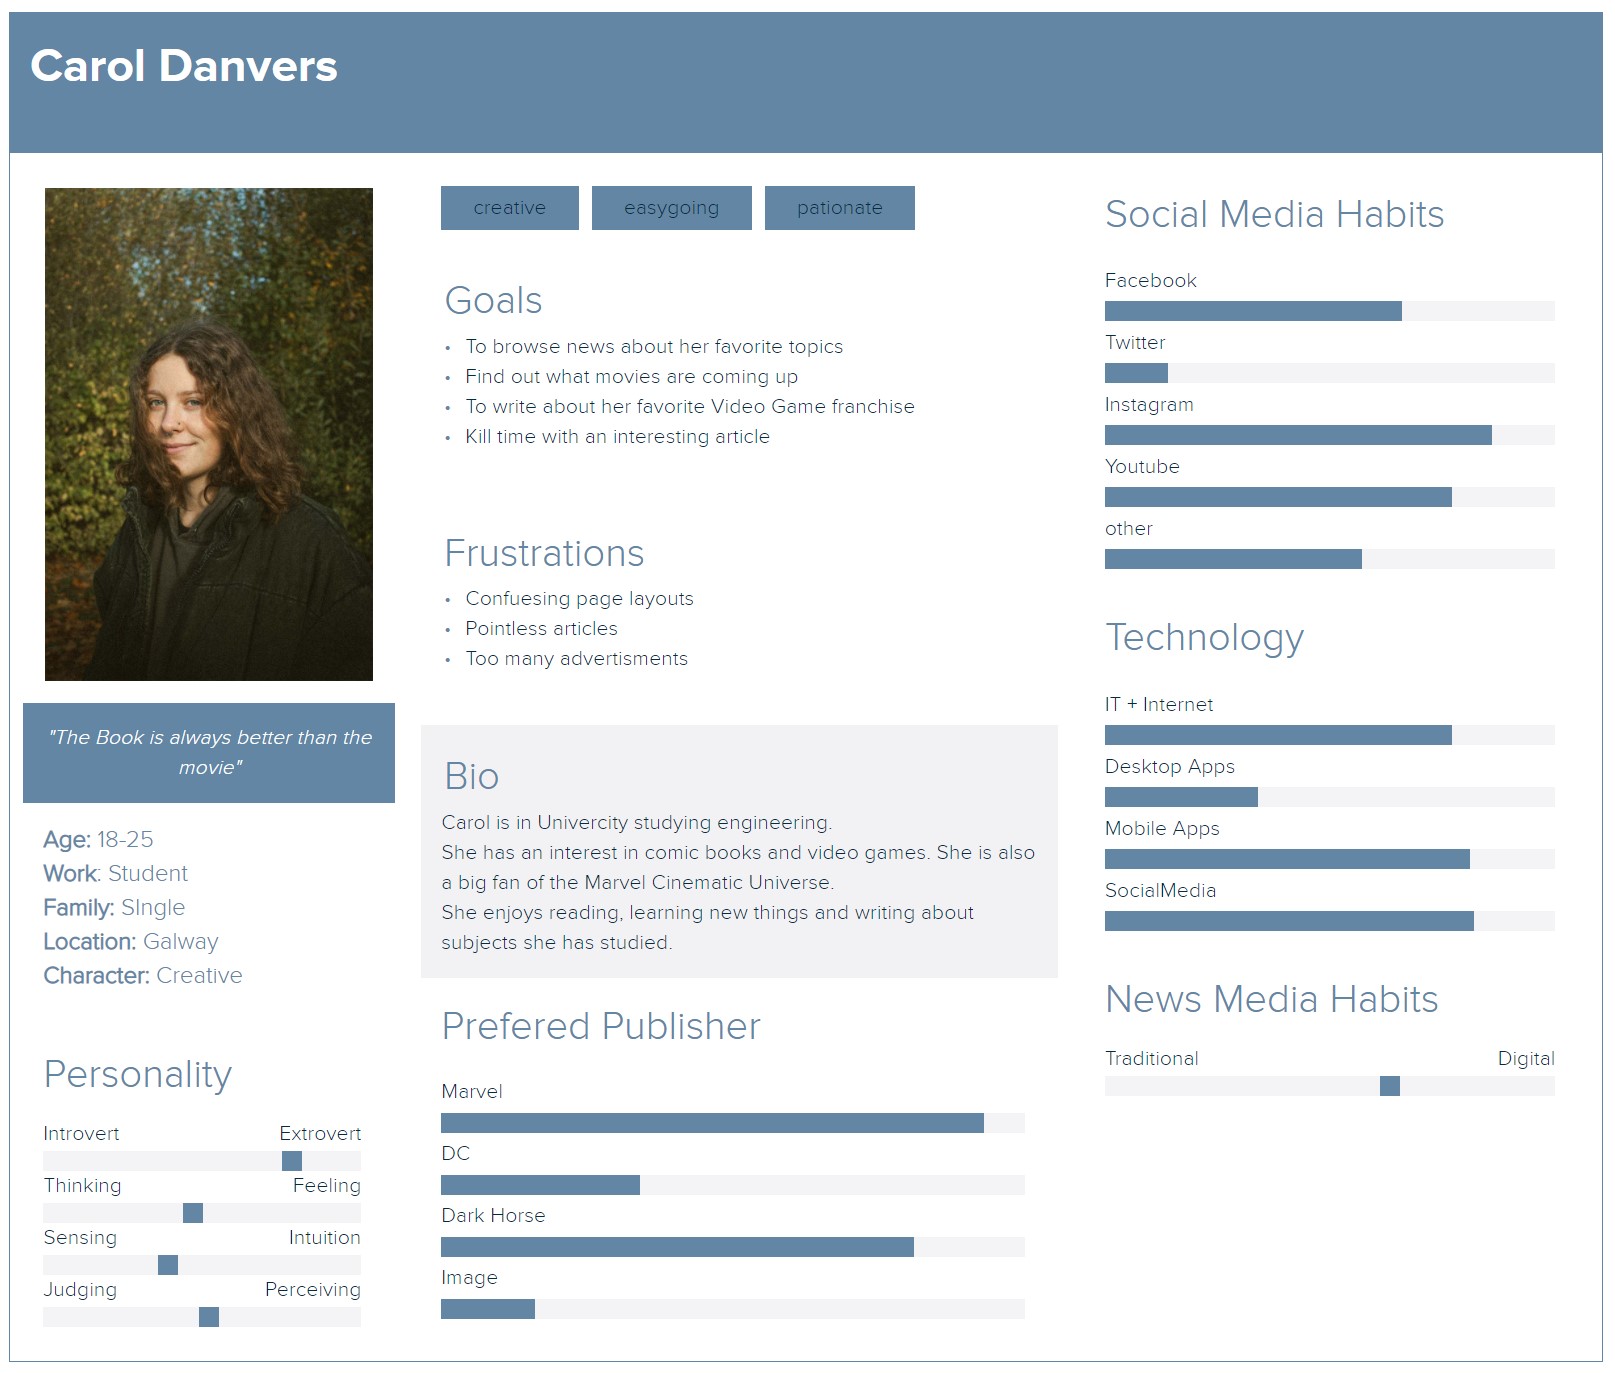 Carol Danvers
"The Book is always better than the
movie"
Age: 18-25
Work: Student
Family: SIngle
Location: Galway
Character: Creative
Personality
Introvert Extrovert
Thinking Feeling
Sensing Intuition
Judging Perceiving
creative easygoing pationate
Goals
• To browse news about her favorite topics
• Find out what movies are coming up
• To write about her favorite Video Game franchise
• Kill time with an interesting article
Frustrations
• Confuesing page layouts
• Pointless articles
• Too many advertisments
Bio
Carol is in Univercity studying engineering.
She has an interest in comic books and video games. She is also
a big fan of the Marvel Cinematic Universe.
She enjoys reading, learning new things and writing about
subjects she has studied.
Prefered Publisher
Marvel
DC
Dark Horse
Image
Social Media Habits
Facebook
Twitter
Instagram
Youtube
other
Technology
IT + Internet
Desktop Apps
Mobile Apps
SocialMedia
News Media Habits
Traditional Digital